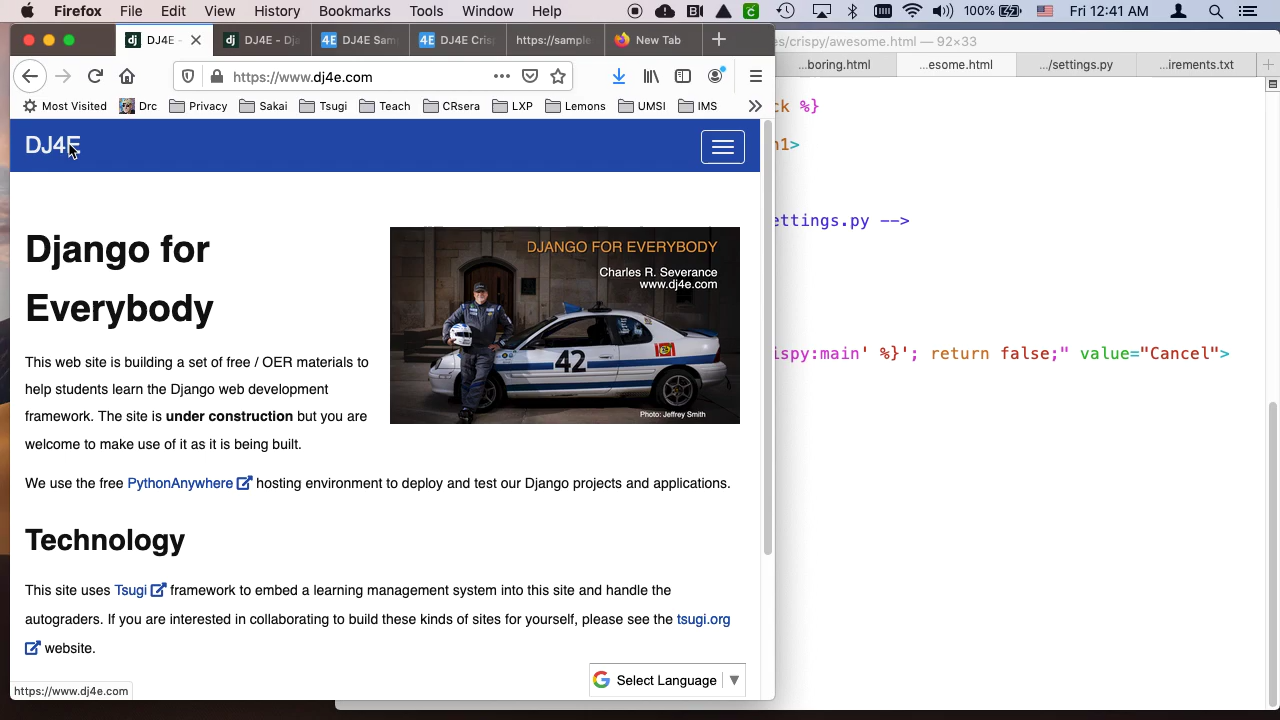 Firefox File Edit View History Bookmarks Tools Window Help 100% Fri 12:41 AM
es/crispy/awesome.html — 92×33
DJ4E - DJ4E - Dja DJ4E Sam DJ4E Cris https://sample New Tab
...boring.html ...esome.html .../settings.py ...irements.txt
https://www.dj4e.com
Most Visited Drc Privacy Sakai Tsugi Teach CRsera LXP Lemons UMSI IMS
DJ4E
ck %}
h1>
ettings.py -->
ispy:main' %}'; return false;" value="Cancel">
Django for
Everybody
DJANGO FOR EVERYBODY
Charles R. Severance
www.dj4e.com
42
Photo: Jeffrey Smith
This web site is building a set of free / OER materials to
help students learn the Django web development
framework. The site is under construction but you are
welcome to make use of it as it is being built.
We use the free PythonAnywhere hosting environment to deploy and test our Django projects and applications.
Technology
This site uses Tsugi framework to embed a learning management system into this site and handle the
autograders. If you are interested in collaborating to build these kinds of sites for yourself, please see the tsugi.org
website.
Select Language
https://www.dj4e.com